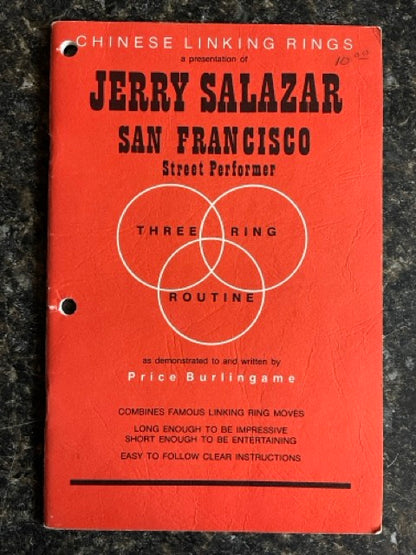 CHINESE LINKING RINGS
10.00
a presentation of
JERRY SALAZAR
SAN FRANCISCO
Street Performer
THREE RING
ROUTINE
as demonstrated to and written by
Price Burlingame
COMBINES FAMOUS LINKING RING MOVES
LONG ENOUGH TO BE IMPRESSIVE
SHORT ENOUGH TO BE ENTERTAINING
EASY TO FOLLOW CLEAR INSTRUCTIONS